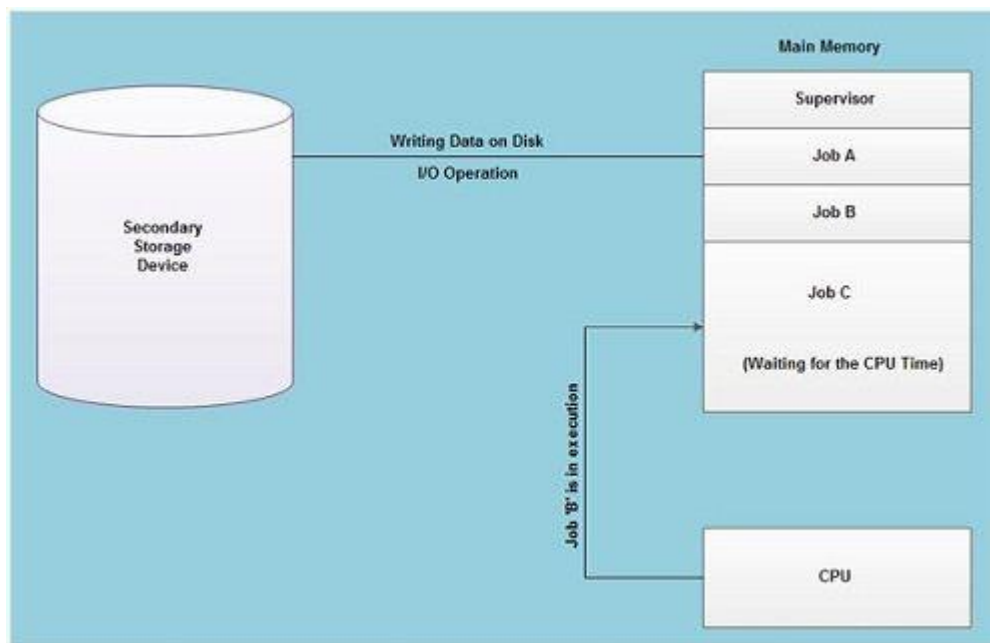 Main Memory
Supervisor
Writing Data on Disk
Job A
I/O Operation
Job B
Secondary
Storage
Device
Job C
(Waiting for the CPU Time)
Job 'B' is in execution
CPU